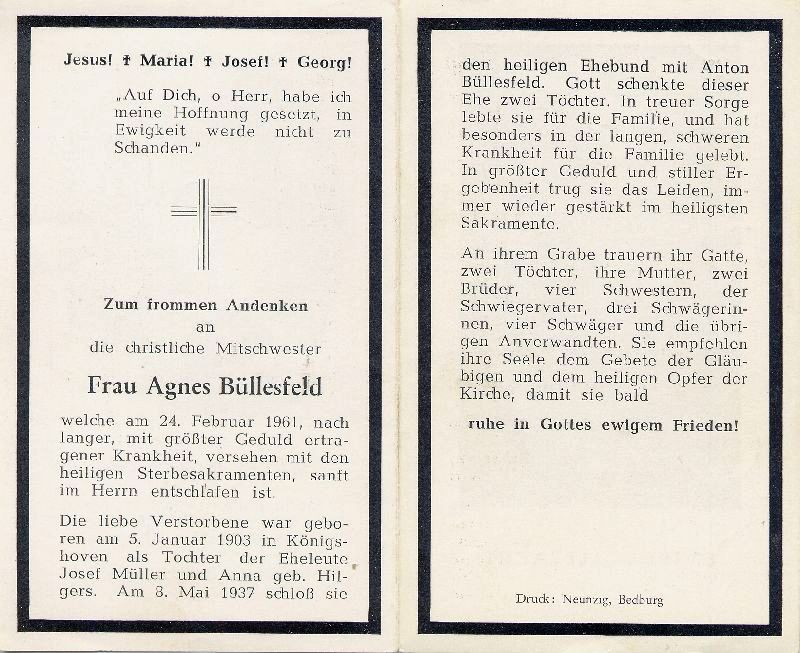 Jesus! ✝ Maria! ✝ Josef! ✝ Georg!
„Auf Dich, o Herr, habe ich
meine Hoffnung gesetzt, in
Ewigkeit werde nicht zu
Schanden."
Zum frommen Andenken
an
die christliche Mitschwester
Frau Agnes Büllesfeld
welche am 24. Februar 1961, nach
langer, mit größter Geduld ertra-
gener Krankheit, versehen mit den
heiligen Sterbesakramenten, sanft
im Herrn entschlafen ist.
Die liebe Verstorbene war gebo-
ren am 5. Januar 1903 in Königs-
hoven als Tochter der Eheleute
Josef Müller und Anna geb. Hil-
gers. Am 8. Mai 1937 schloß sie
den heiligen Ehebund mit Anton
Büllesfeld. Gott schenkte dieser
Ehe zwei Töchter. In treuer Sorge
lebte sie für die Familie, und hat
besonders in der langen, schweren
Krankheit für die Familie gelebt.
In größter Geduld und stiller Er-
gebenheit trug sie das Leiden, im-
mer wieder gestärkt im heiligsten
Sakramente.
An ihrem Grabe trauern ihr Gatte,
zwei Töchter, ihre Mutter, zwei
Brüder, vier Schwestern, der
Schwiegervater, drei Schwägerin-
nen, vier Schwäger und die übri-
gen Anverwandten. Sie empfehlen
ihre Seele dem Gebete der Gläu-
bigen und dem heiligen Opfer der
Kirche, damit sie bald
ruhe in Gottes ewigem Frieden!
Druck: Neunzig, Bedburg